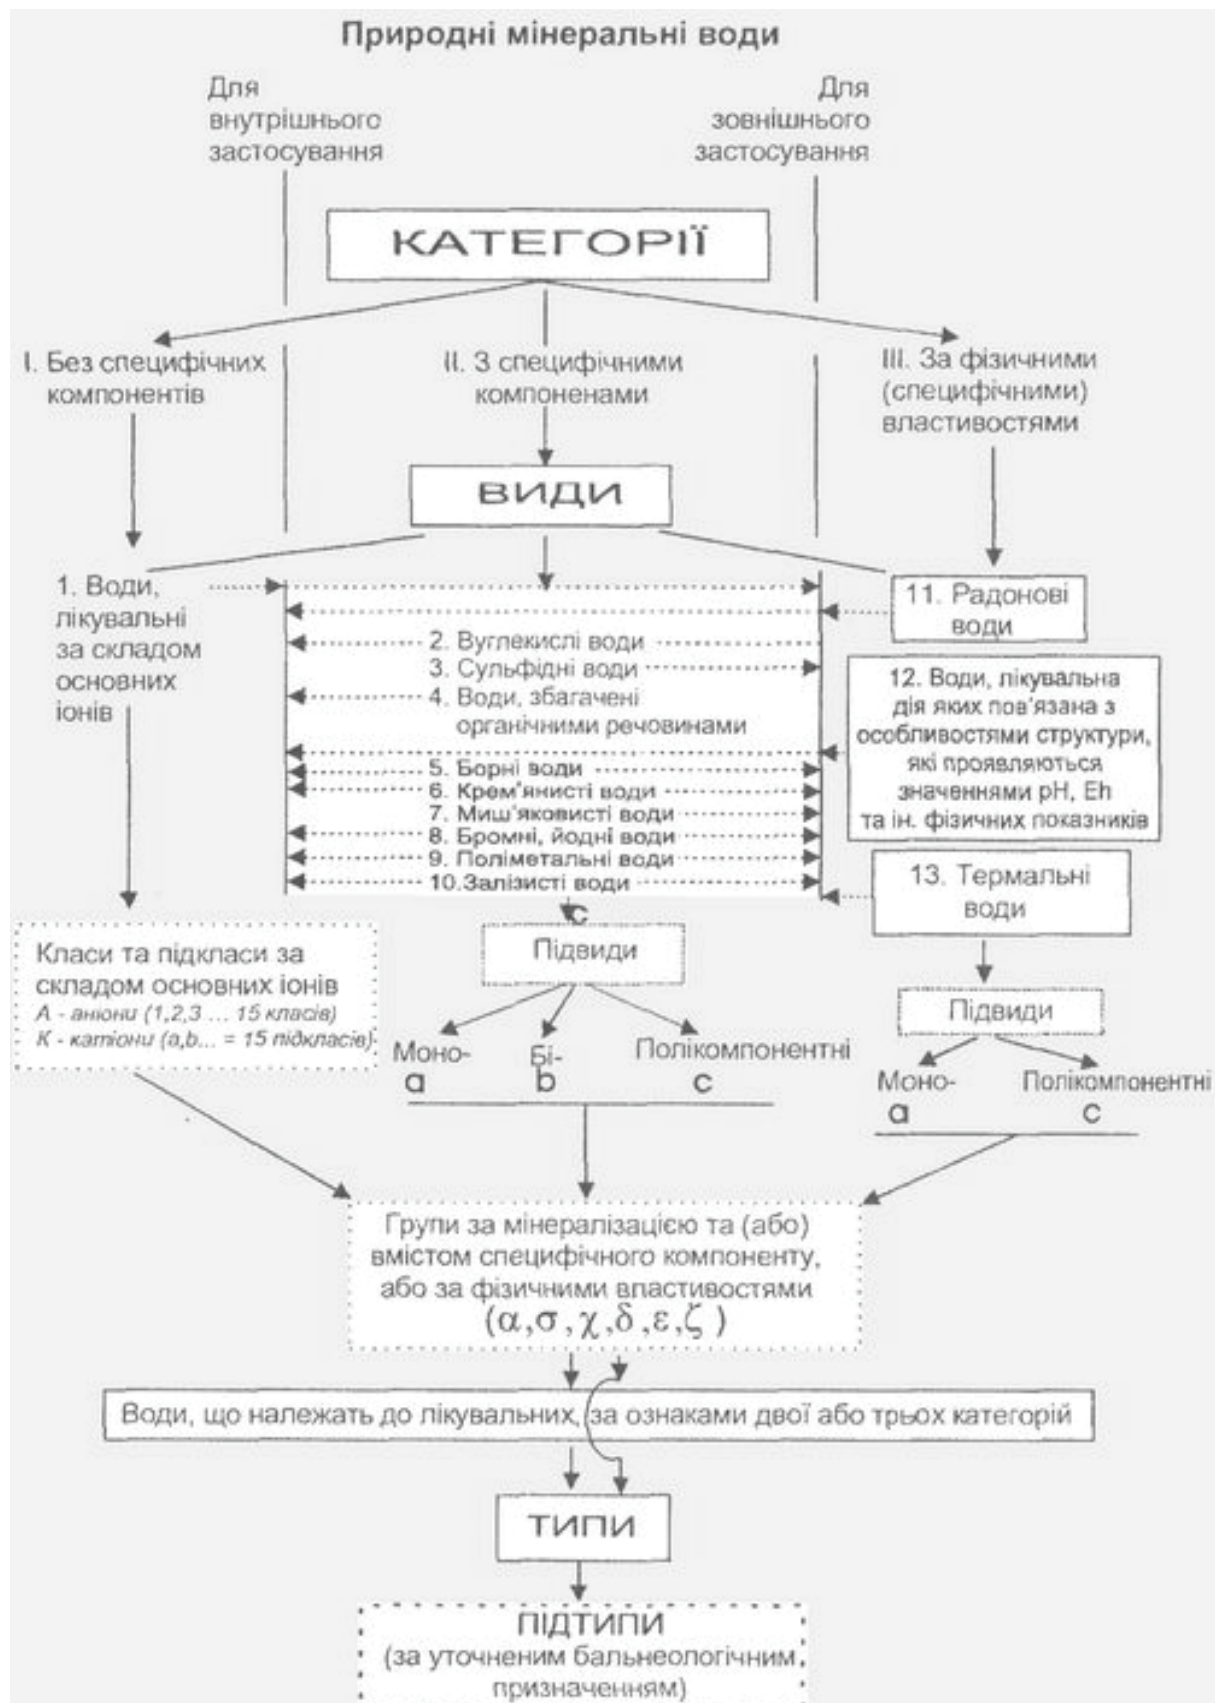 Природні мінеральні води
Для
внутрішнього
застосування
Для
зовнішнього
застосування
КАТЕГОРІЇ
І. Без специфічних
компонентів
ІІ. З специфічними
компоненами
ІІІ. За фізичними
(специфічними)
властивостями
ВИДИ
1. Води,
лікувальні
за складом
основних
іонів
2. Вуглекислі води
3. Сульфідні води
4. Води, збагачені
органічними речовинами
5. Борні води
6. Крем'янисті води
7. Миш'яковисті води
8. Бромні, йодні води
9. Поліметальні води
10.Залізисті води
11. Радонові
води
12. Води, лікувальна
дія яких пов'язана з
особливостями структури,
які проявляються
значеннями рН, Eh
та ін. фізичних показників
13. Термальні
води
Класи та підкласи за
складом основних іонів
А - аніони (1,2,3 ... 15 класів)
К - катіони (a,b... = 15 підкласів)
с
Підвиди
Моно-
a
Бі-
b
Полікомпонентні
c
Підвиди
Моно-
a
Полікомпонентні
c
Групи за мінералізацією та (або)
вмістом специфічного компоненту,
або за фізичними властивостями
(α,σ,χ,δ,ε,ζ)
Води, що належать до лікувальних, за ознаками двої або трьох категорій
ТИПИ
ПІДТИПИ
(за уточненим бальнеологічним
призначенням)